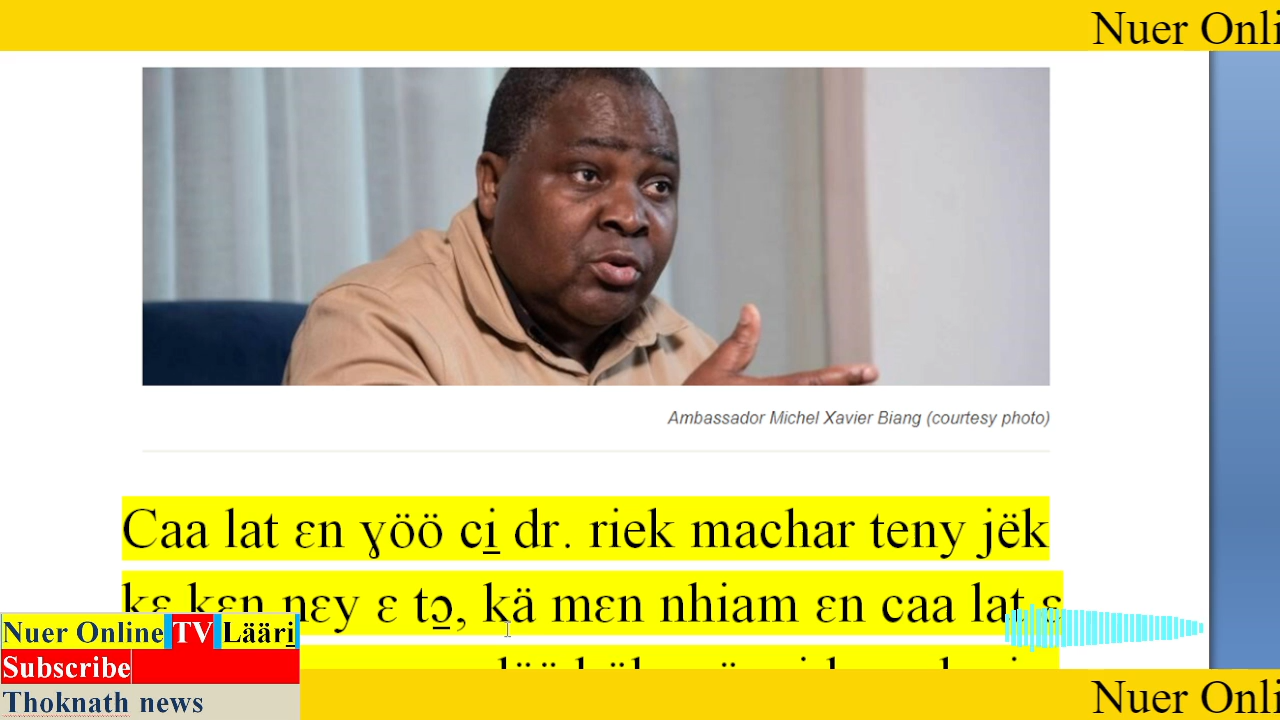 Nuer Onli
Ambassador Michel Xavier Biang (courtesy photo)
Caa lat ɛn ɣöö ci̱ dr. riek machar teny jëk
kɛ kɛn nɛy ɛ tɔ̱, kä mɛn nhiam ɛn caa lat ɛ
Nuer Online TV Lääri̱
Subscribe
Thoknath news
Nuer Onli